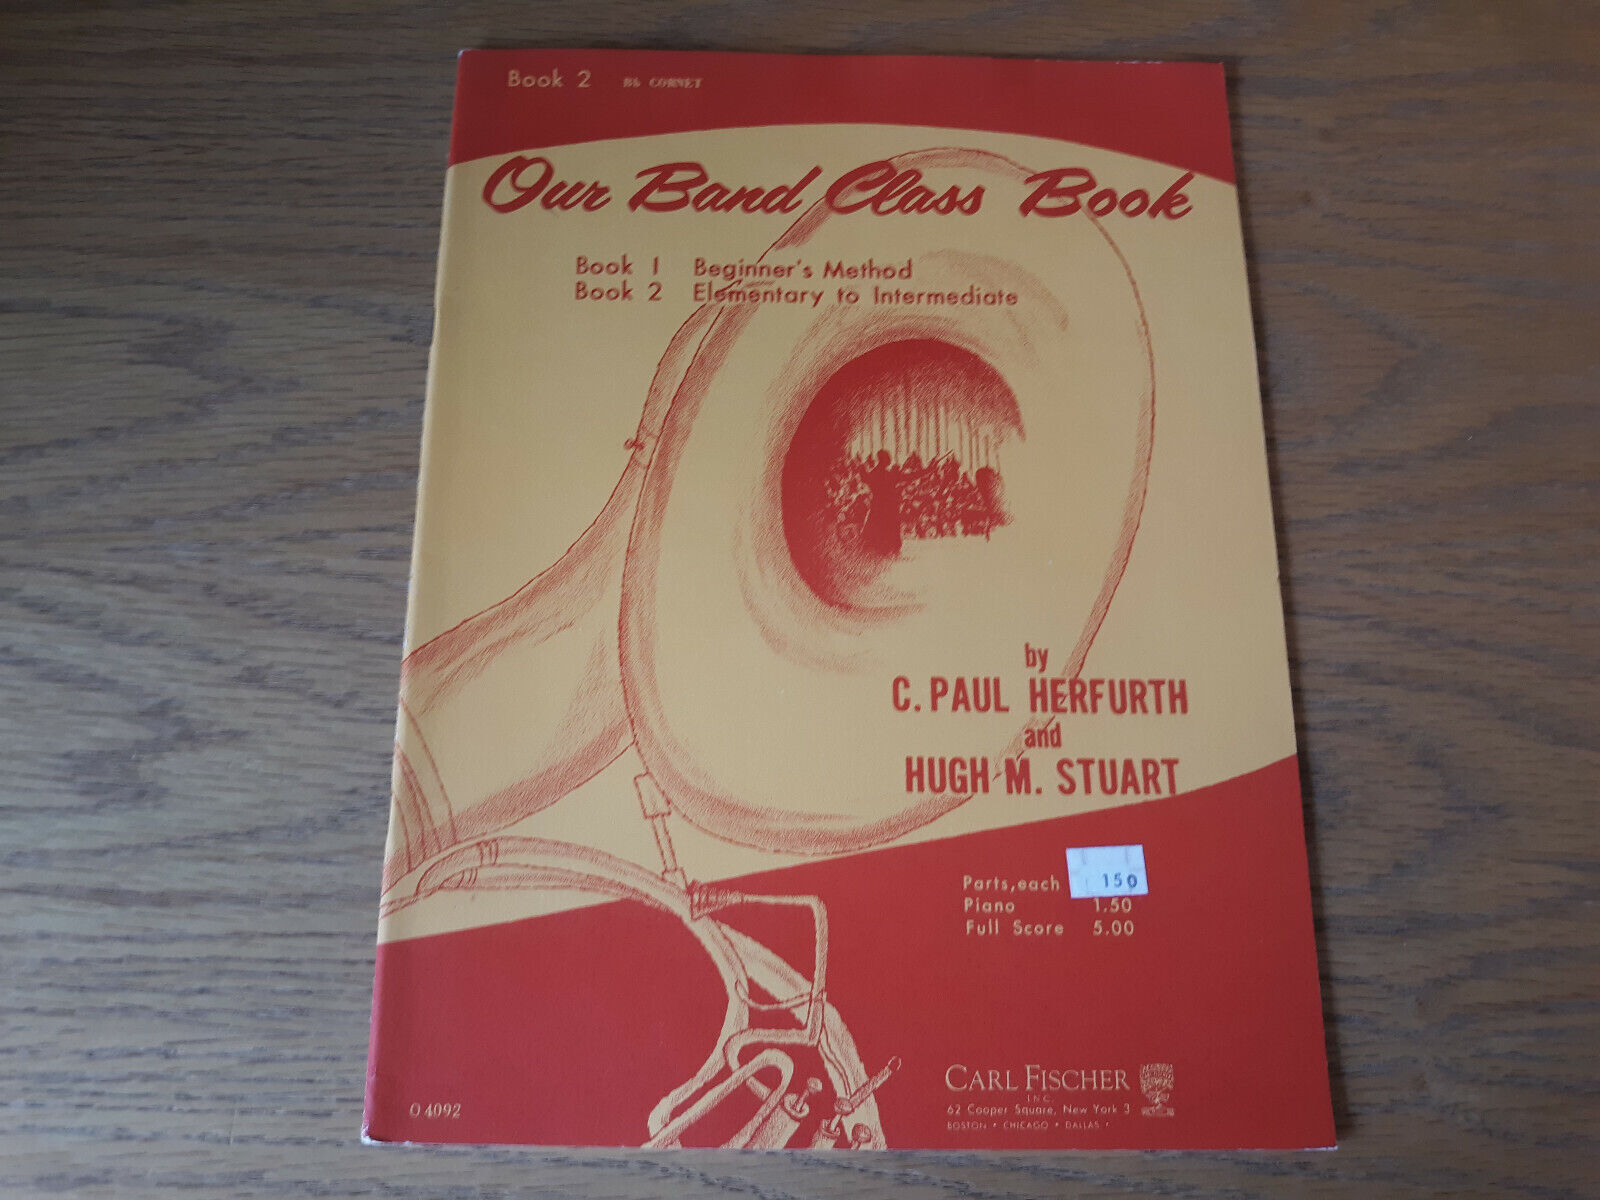 Book 2 B♭ CORNET
Our Band Class Book
Book 1 Beginner's Method
Book 2 Elementary to Intermediate
by
C. PAUL HERFURTH
and
HUGH M. STUART
Parts, each 150
Piano 1.50
Full Score 5.00
CARL FISCHER
INC.
62 Cooper Square, New York 3
BOSTON • CHICAGO • DALLAS •
O 4092